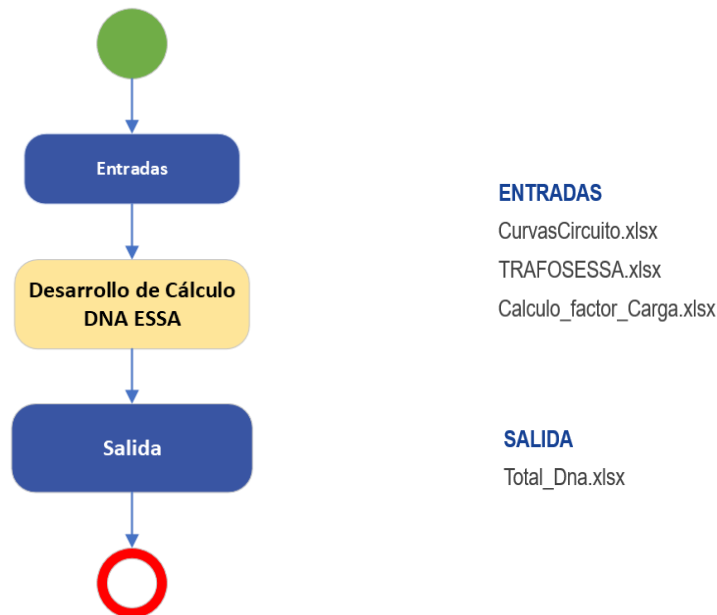 Entradas
Desarrollo de Cálculo
DNA ESSA
Salida
ENTRADAS
CurvasCircuito.xlsx
TRAFOSESSA.xlsx
Calculo_factor_Carga.xlsx
SALIDA
Total_Dna.xlsx